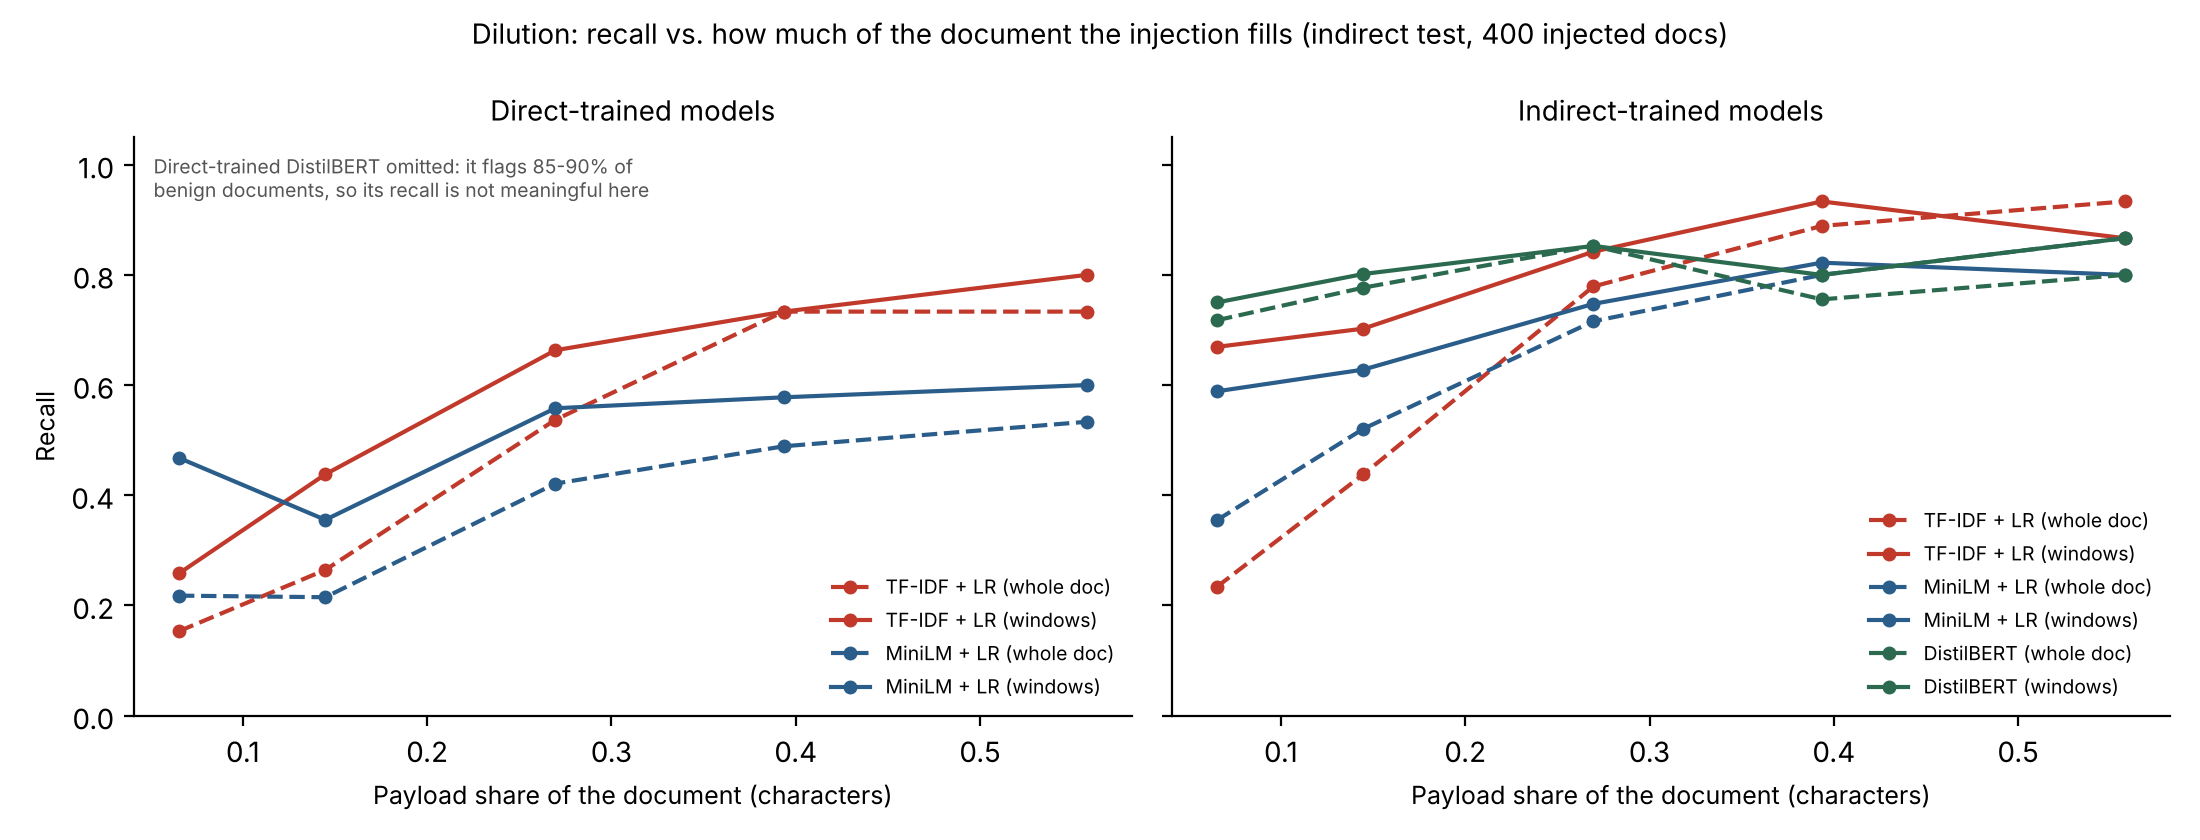 Dilution: recall vs. how much of the document the injection fills (indirect test, 400 injected docs)
Direct-trained models
Direct-trained DistilBERT omitted: it flags 85-90% of
benign documents, so its recall is not meaningful here
Recall
1.0
0.8
0.6
0.4
0.2
0.0
TF-IDF + LR (whole doc)
TF-IDF + LR (windows)
MiniLM + LR (whole doc)
MiniLM + LR (windows)
0.1 0.2 0.3 0.4 0.5
Payload share of the document (characters)
Indirect-trained models
TF-IDF + LR (whole doc)
TF-IDF + LR (windows)
MiniLM + LR (whole doc)
MiniLM + LR (windows)
DistilBERT (whole doc)
DistilBERT (windows)
0.1 0.2 0.3 0.4 0.5
Payload share of the document (characters)